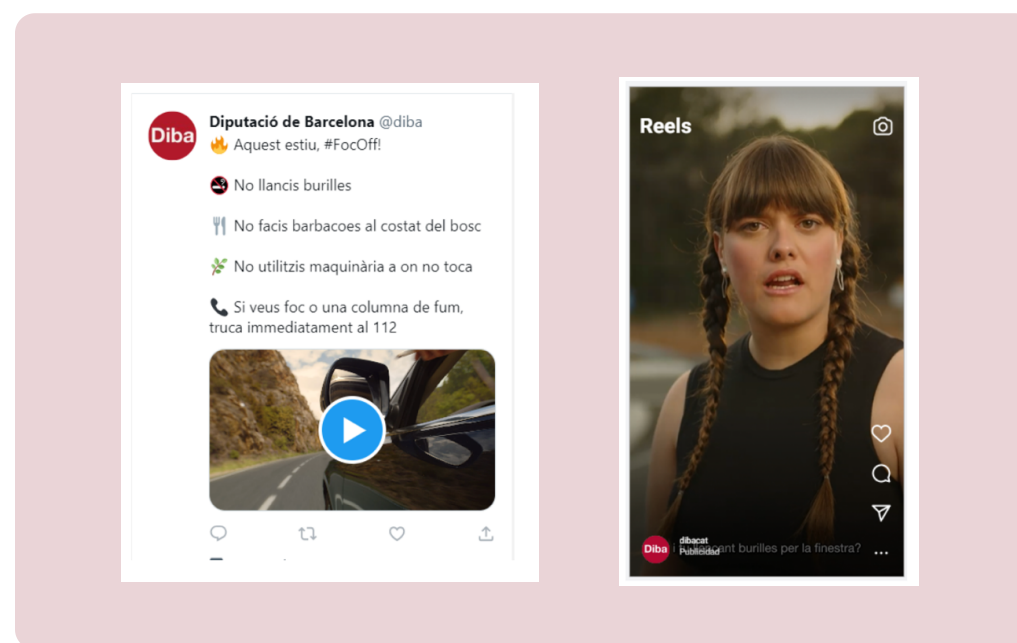 Diba
Diputació de Barcelona @diba
🔥 Aquest estiu, #FocOff!
🚭 No llancis burilles
🍴 No facis barbacoes al costat del bosc
🌿 No utilitzis maquinària a on no toca
📞 Si veus foc o una columna de fum,
truca immediatament al 112
Reels
Diba
dibacat
Publicidad
i burilles per la finestra?